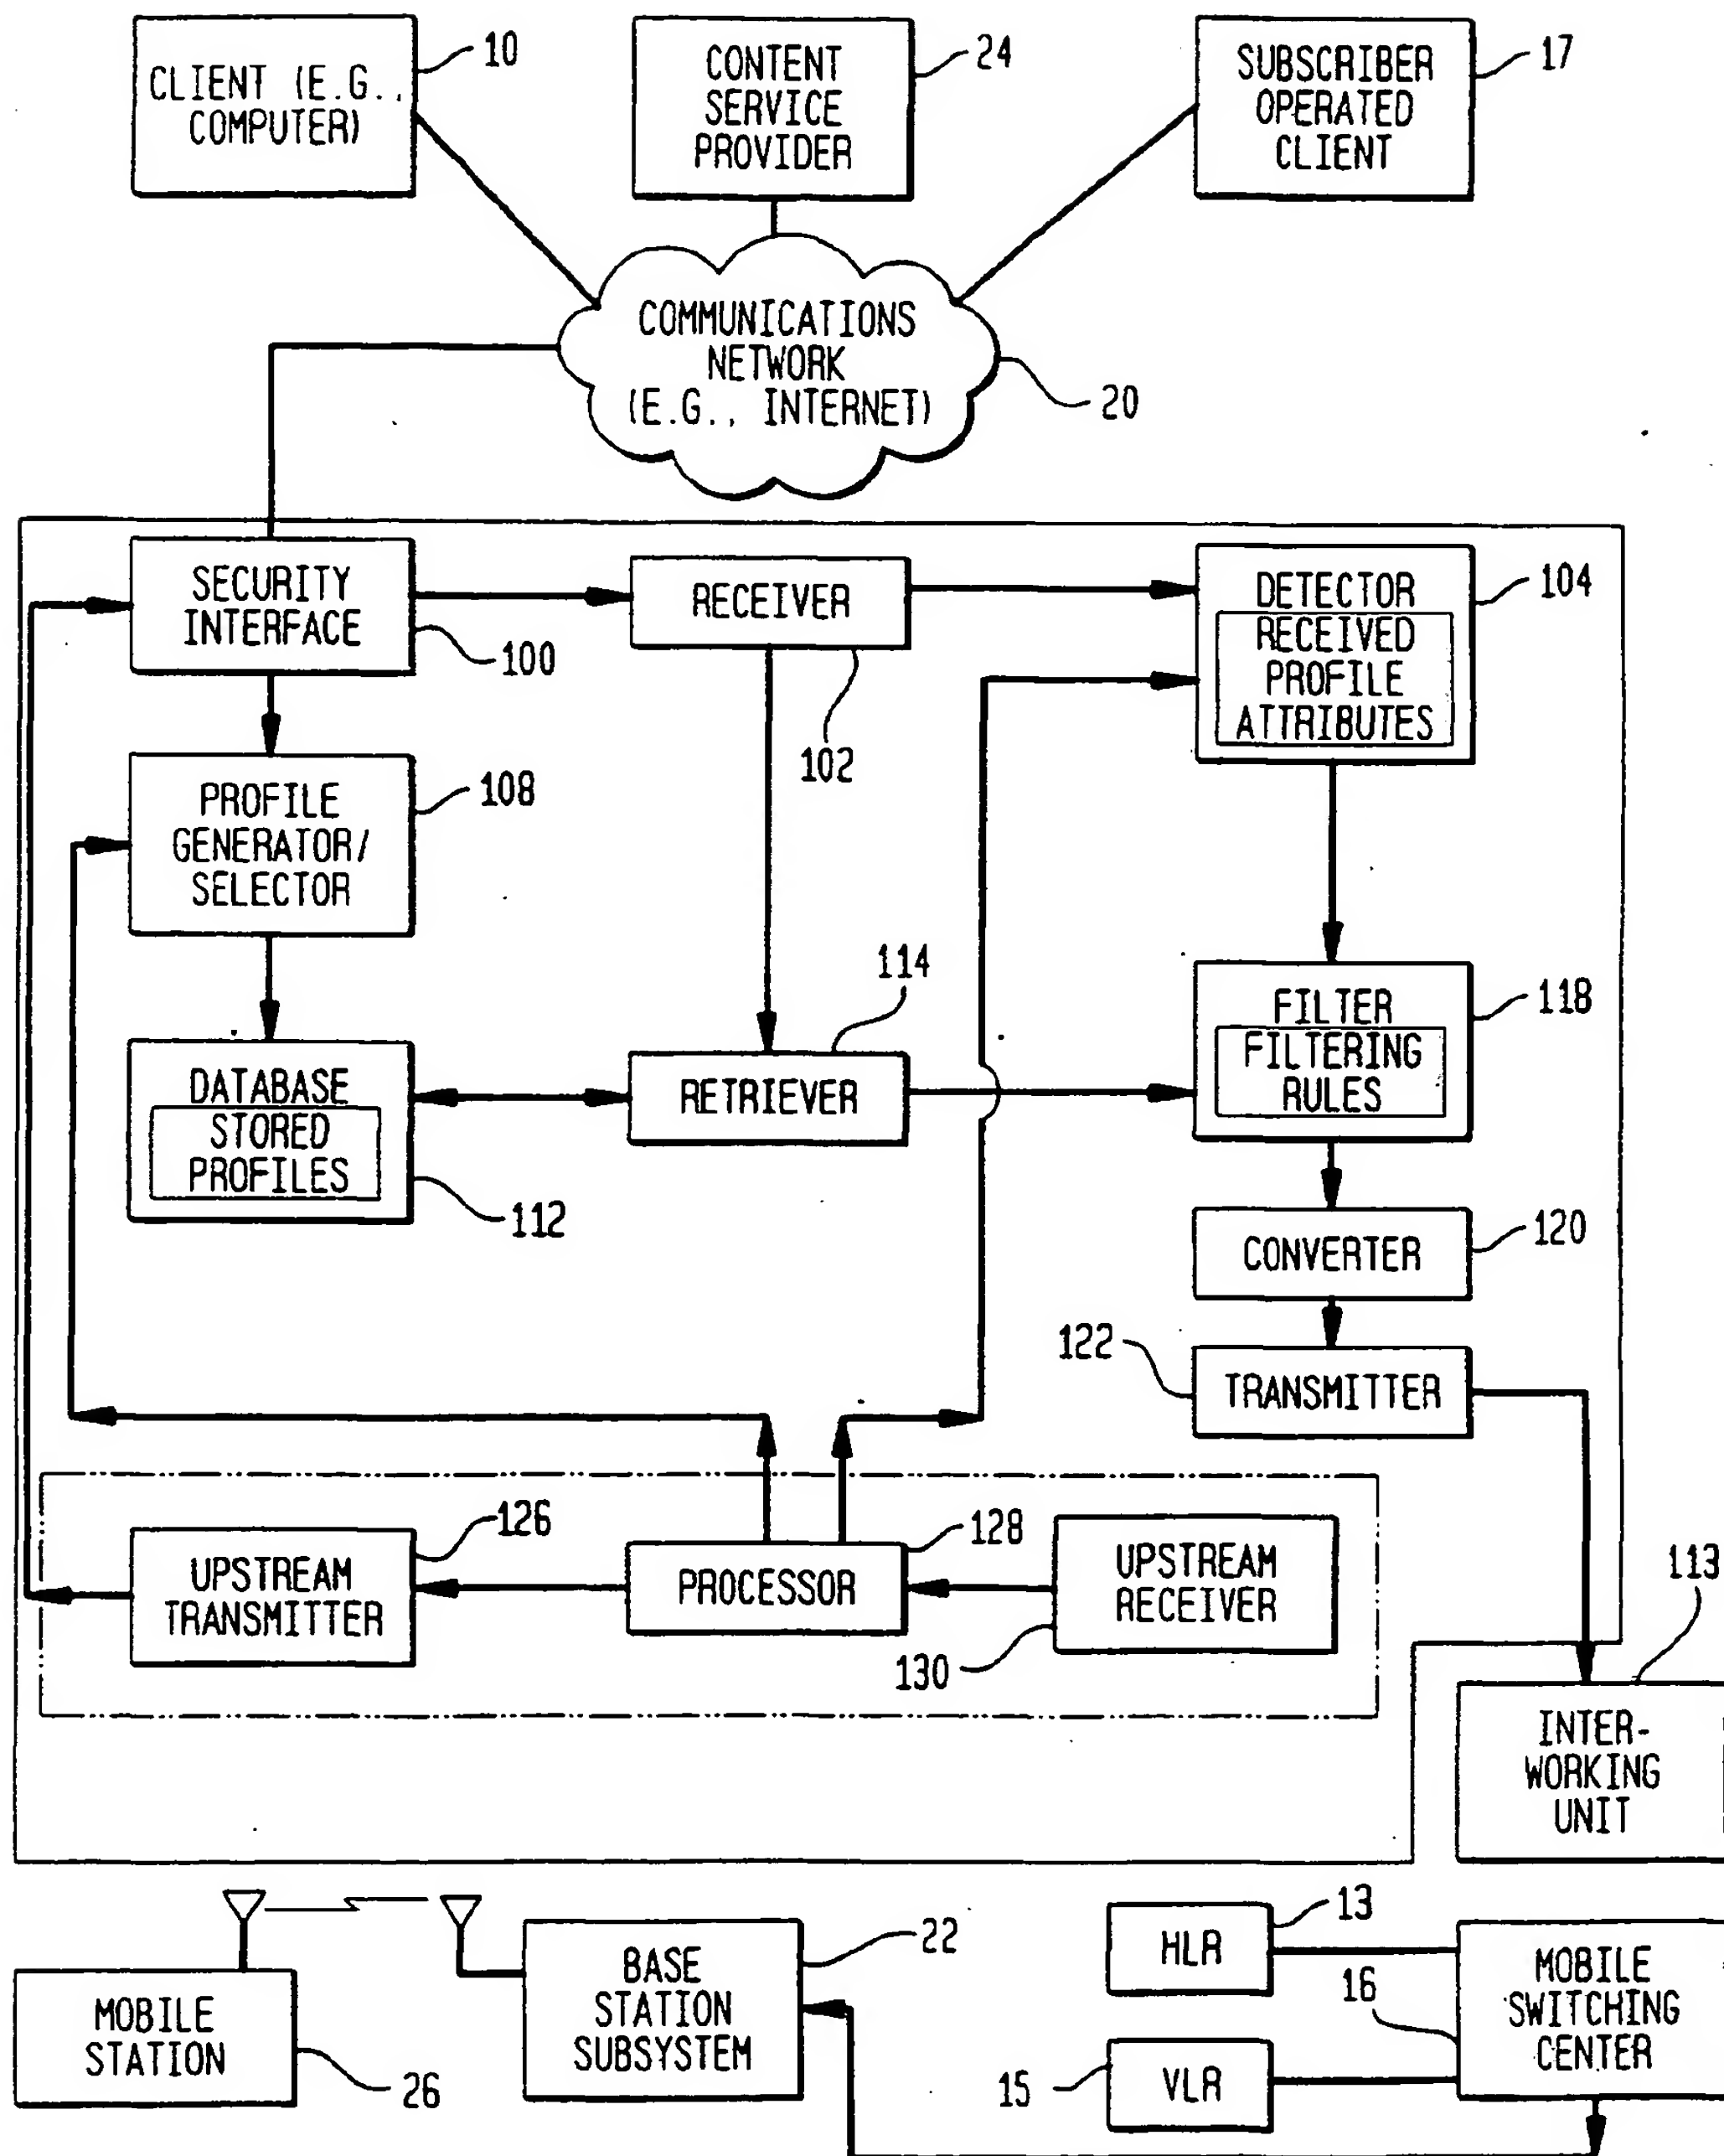 CLIENT (E.G.,
COMPUTER)
10
CONTENT
SERVICE
PROVIDER
24
SUBSCRIBER
OPERATED
CLIENT
17
COMMUNICATIONS
NETWORK
(E.G., INTERNET)
20
SECURITY
INTERFACE
100
RECEIVER
102
DETECTOR
RECEIVED
PROFILE
ATTRIBUTES
104
PROFILE
GENERATOR/
SELECTOR
108
DATABASE
STORED
PROFILES
112
RETRIEVER
114
FILTER
FILTERING
RULES
118
CONVERTER
120
TRANSMITTER
122
UPSTREAM
TRANSMITTER
126
PROCESSOR
128
UPSTREAM
RECEIVER
130
INTER-
WORKING
UNIT
113
MOBILE
STATION
26
BASE
STATION
SUBSYSTEM
22
HLR
13
VLR
15
MOBILE
SWITCHING
CENTER
16